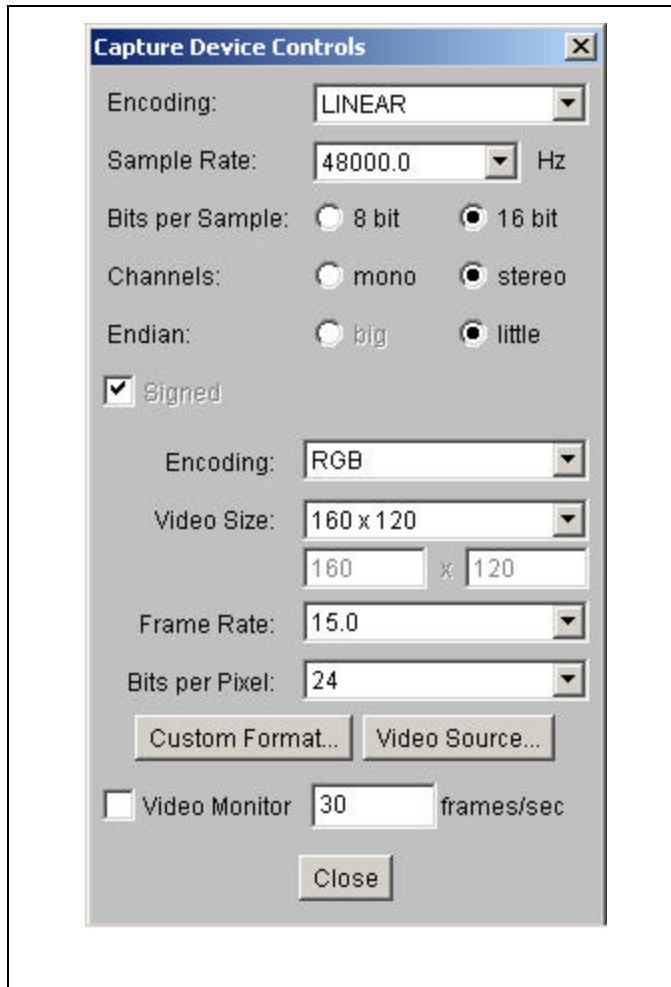 Capture Device Controls
Encoding: LINEAR
Sample Rate: 48000.0 Hz
Bits per Sample: 8 bit 16 bit
Channels: mono stereo
Endian: big little
Signed
Encoding: RGB
Video Size: 160 x 120
160 x 120
Frame Rate: 15.0
Bits per Pixel: 24
Custom Format... Video Source...
Video Monitor 30 frames/sec
Close